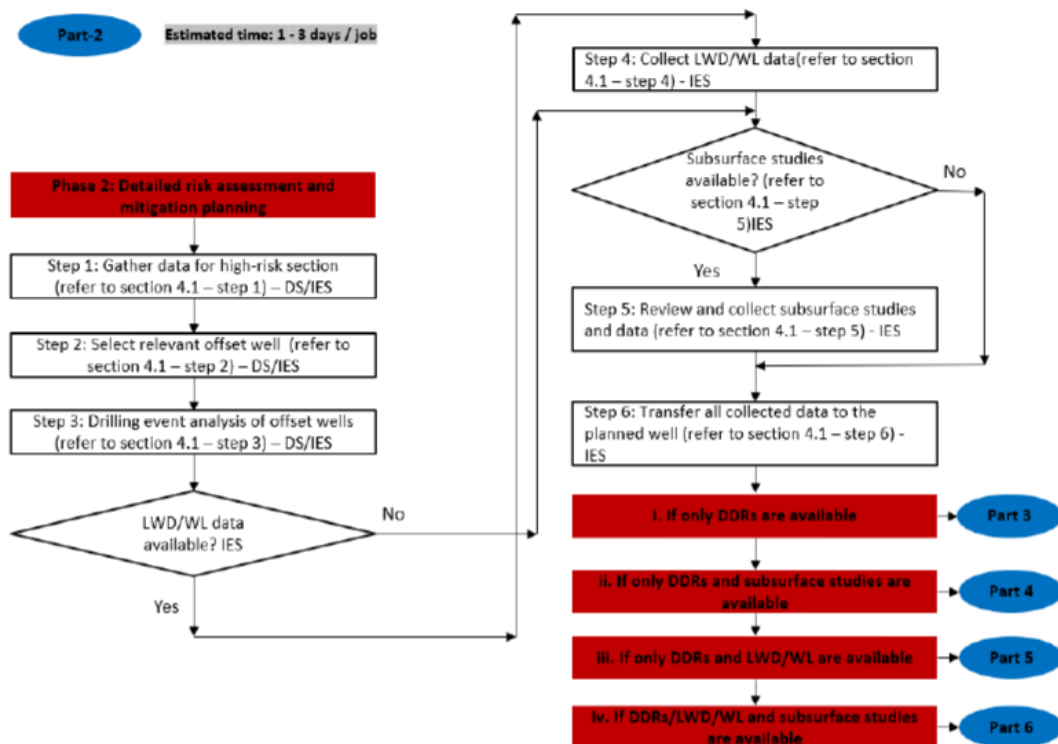 Part-2
Estimated time: 1 - 3 days / job
Phase 2: Detailed risk assessment and
mitigation planning
Step 1: Gather data for high-risk section
(refer to section 4.1 – step 1) – DS/IES
Step 2: Select relevant offset well (refer to
section 4.1 – step 2) – DS/IES
Step 3: Drilling event analysis of offset wells
(refer to section 4.1 – step 3) – DS/IES
LWD/WL data
available? IES
No
Yes
Step 4: Collect LWD/WL data(refer to section
4.1 – step 4) - IES
Subsurface studies
available? (refer to
section 4.1 – step
5)IES
No
Yes
Step 5: Review and collect subsurface studies
and data (refer to section 4.1 – step 5) - IES
Step 6: Transfer all collected data to the
planned well (refer to section 4.1 – step 6) -
IES
i. If only DDRs are available
Part 3
ii. If only DDRs and subsurface studies are
available
Part 4
iii. If only DDRs and LWD/WL are available
Part 5
iv. If DDRs/LWD/WL and subsurface studies
are available
Part 6